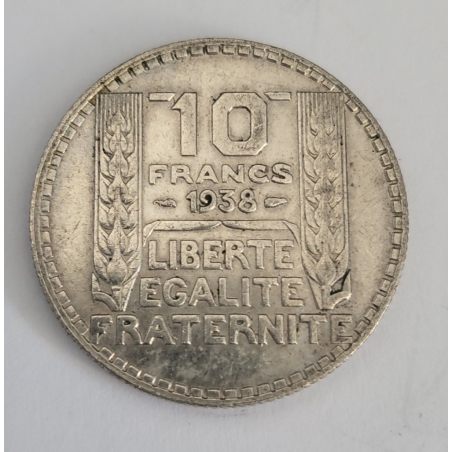 10
FRANCS
1938
LIBERTE
EGALITE
FRATERNITE